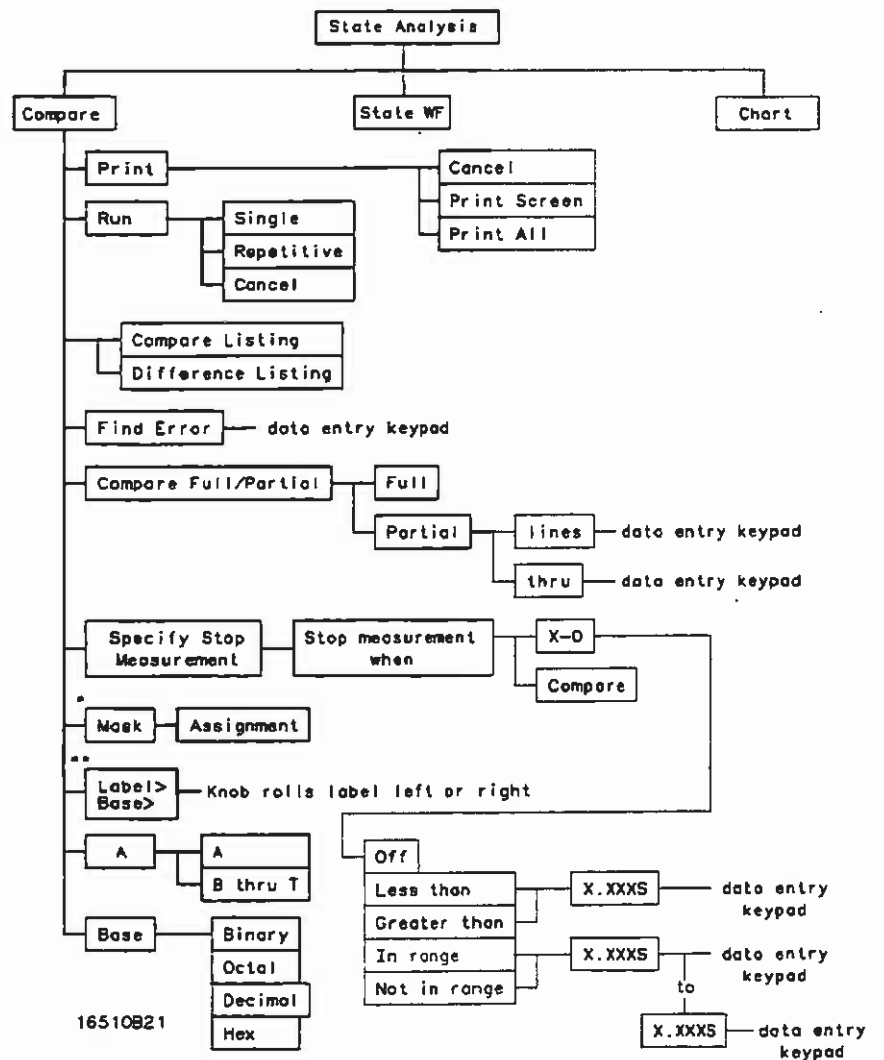 State Analysis
Compare
State WF
Chart
Print
Cancel
Print Screen
Print All
Run
Single
Repetitive
Cancel
Compare Listing
Difference Listing
Find Error
data entry keypad
Compare Full/Partial
Full
Partial
lines
data entry keypad
thru
data entry keypad
Specify Stop
Measurement
Stop measurement
when
X-O
Compare
*
Mask
Assignment
**
Label>
Base>
Knob rolls label left or right
A
A
B thru T
Off
Less than
Greater than
X.XXXS
data entry
keypad
In range
Not in range
X.XXXS
data entry
keypad
to
X.XXXS
data entry
keypad
Base
Binary
Octal
Decimal
Hex
16510B21